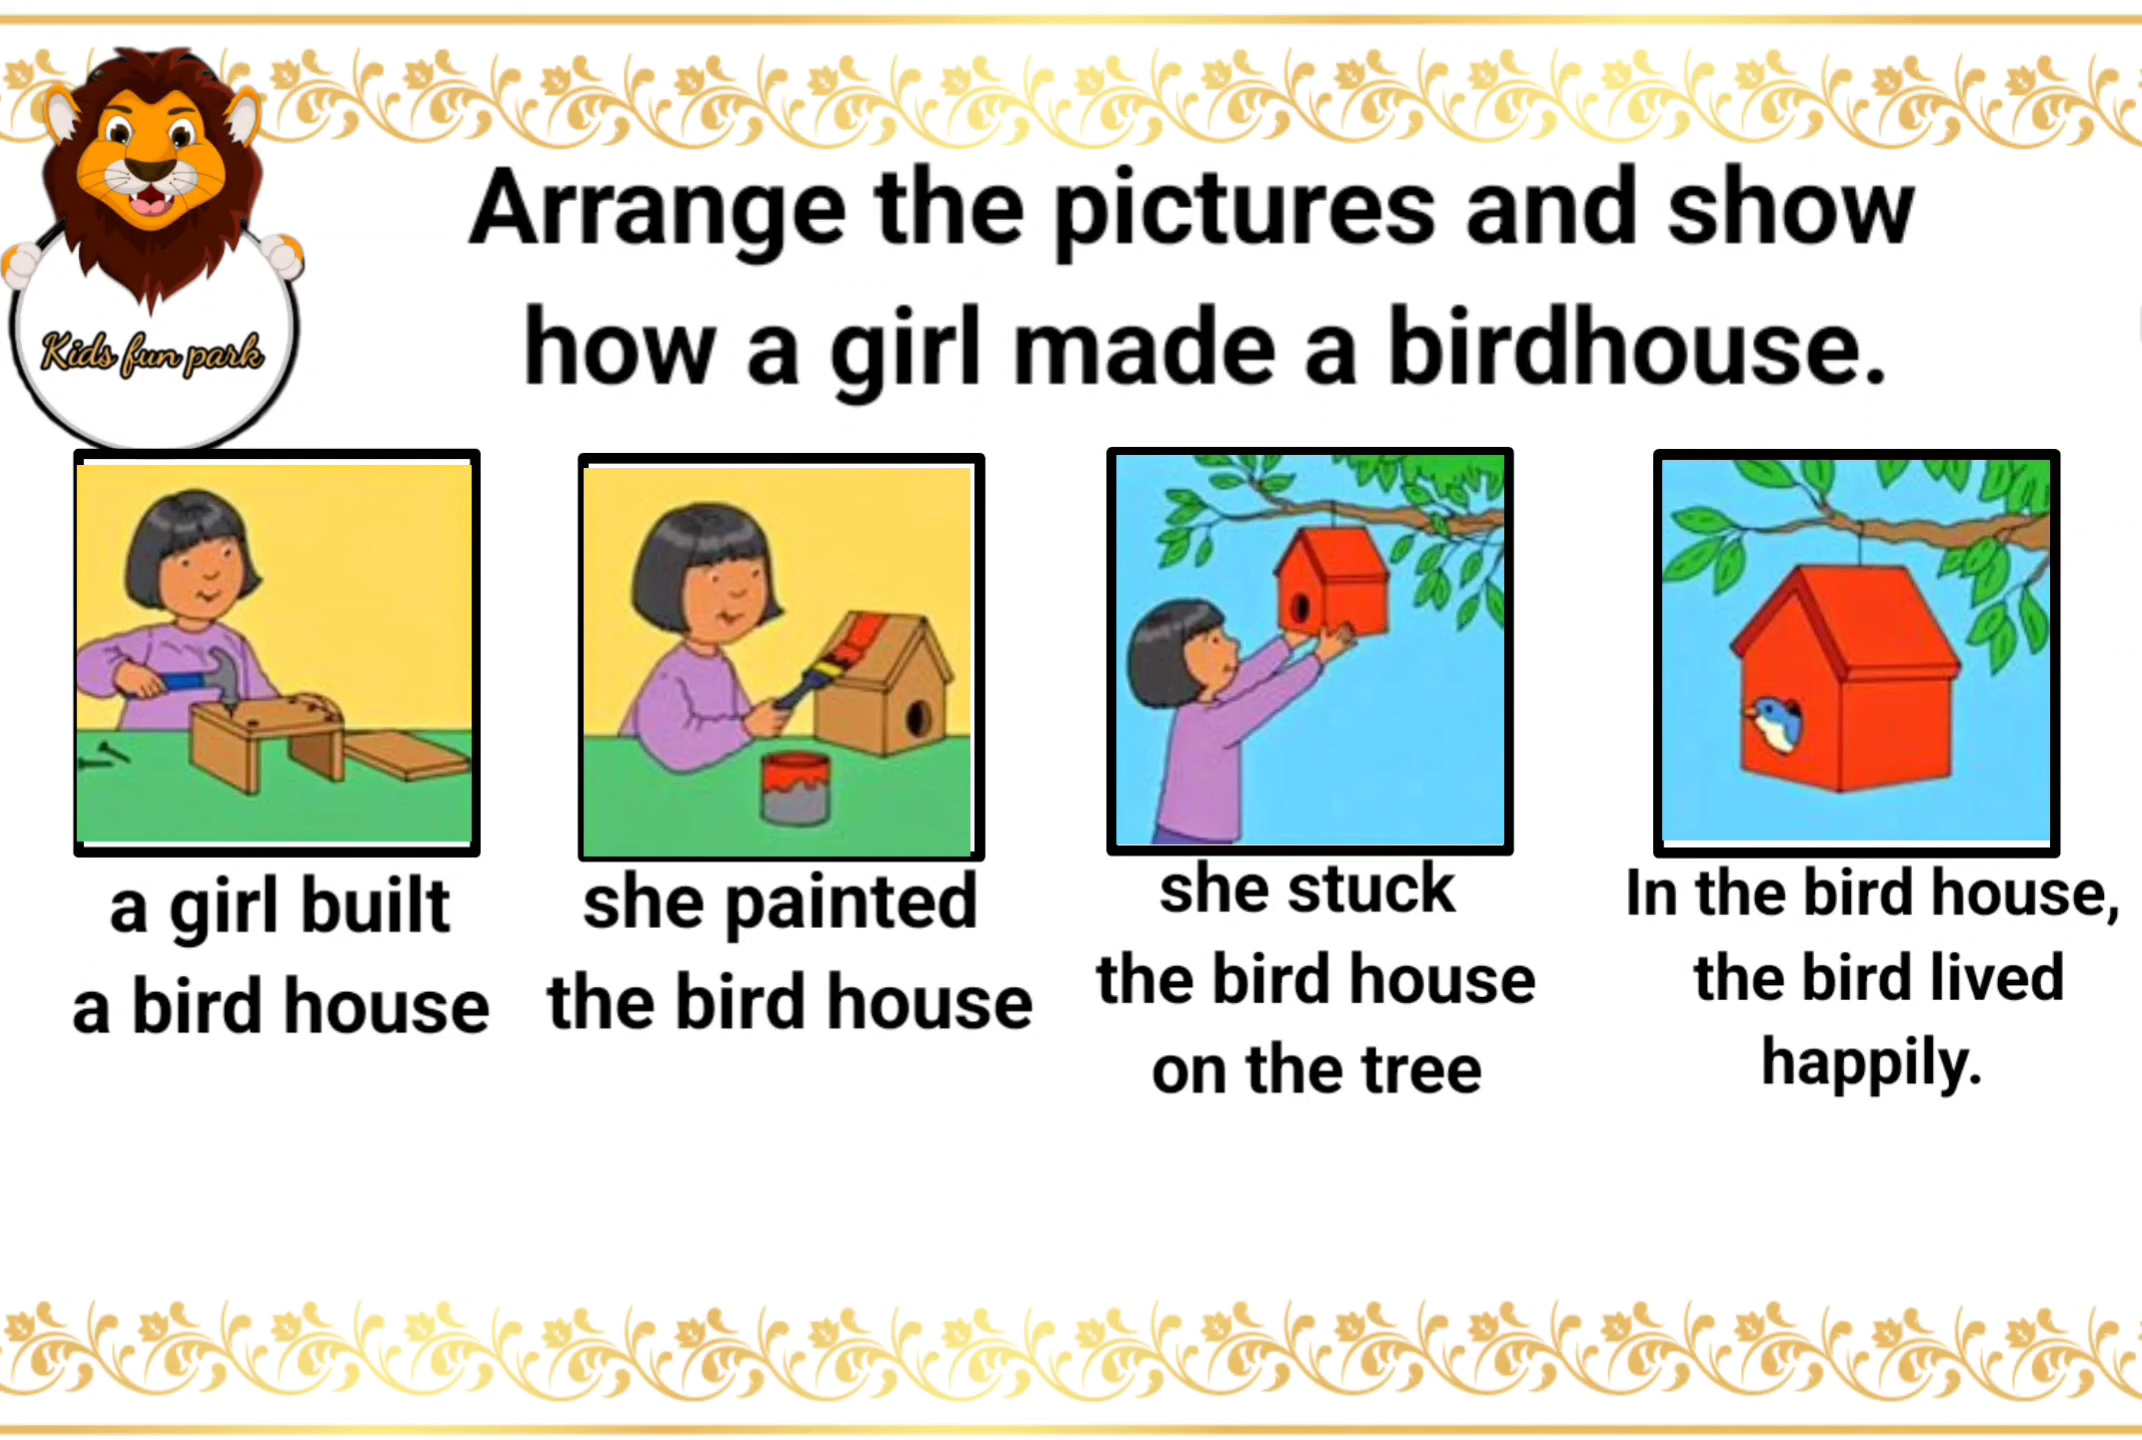 Arrange the pictures and show
how a girl made a birdhouse.
Kids fun park
a girl built
a bird house
she painted
the bird house
she stuck
the bird house
on the tree
In the bird house,
the bird lived
happily.